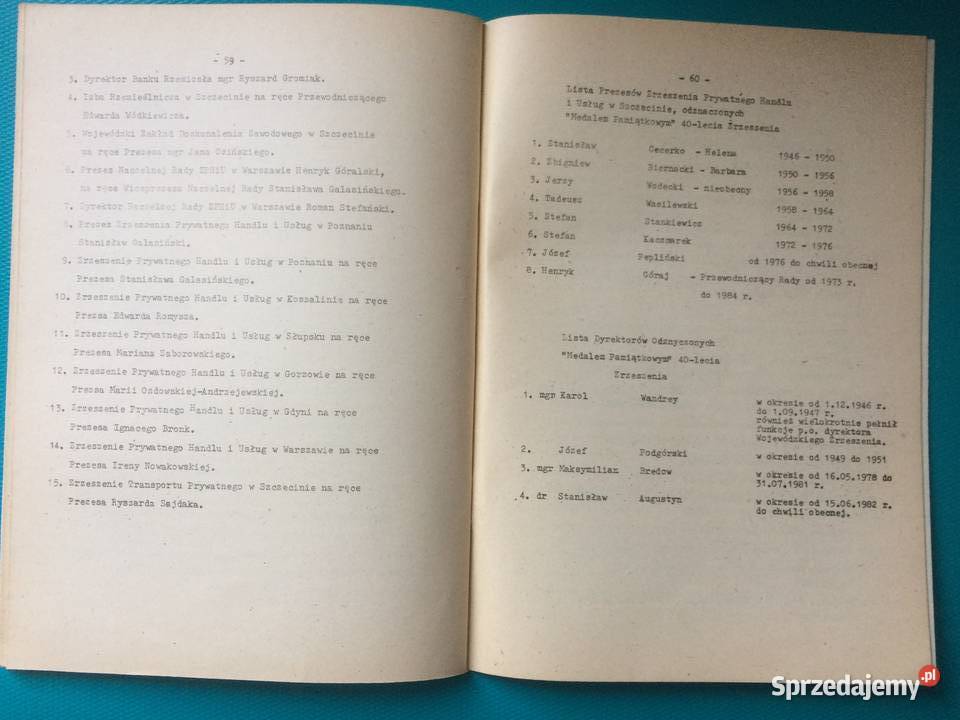 - 59 -
3. Dyrektor Banku Rzemiosła mgr Ryszard Gromiak.
4. Izba Rzemieślnicza w Szczecinie na ręce Przewodniczącego
Edwarda Wódkiewicza.
5. Wojewódzki Zakład Doskonalenia Zawodowego w Szczecinie
na ręce Prezesa mgr Jana Ozińskiego.
6. Prezes Naczelnej Rady ZPHiU w Warszawie Henryk Góralski,
na ręce Wiceprezesa Naczelnej Rady Stanisława Galasińskiego.
7. Dyrektor Naczelnej Rady ZPHiU w Warszawie Roman Stefański.
8. Prezes Zrzeszenia Prywatnego Handlu i Usług w Poznaniu
Stanisław Galasiński.
9. Zrzeszenie Prywatnego Handlu i Usług w Poznaniu na ręce
Prezesa Stanisława Galasińskiego.
10. Zrzeszenie Prywatnego Handlu i Usług w Koszalinie na ręce
Prezsa Edwarda Romysza.
11. Zrzeszenie Prywatnego Handlu i Usług w Słupsku na ręce
Prezesa Mariana Zaborowskiego.
12. Zrzeszenie Prywatnego Handlu i Usług w Gorzowie na ręce
Prezsa Marii Osdowskiej-Andrzejewskiej.
13. Zrzeszenie Prywatnego Handlu i Usług w Gdyni na ręce
Prezesa Ignacego Bronk.
14. Zrzeszenie Prywatnego Handlu i Usług w Warszawie na ręce
Prezesa Ireny Nowakowskiej.
15. Zrzeszenie Transportu Prywatnego w Szczecinie na ręce
Prezesa Ryszarda Sajdaka.
- 60 -
Lista Prezesów Zrzeszenia Prywatnego Handlu
i Usług w Szczecinie, odznaczonych
"Medalem Pamiątkowym" 40-lecia Zrzeszenia
1. Stanisław Cecerko - Helena 1946 - 1950
2. Zbigniew Biernacki - Barbara 1950 - 1956
3. Jerzy Wodecki - nieobecny 1956 - 1958
4. Tadeusz Wasilewski 1958 - 1964
5. Stefan Stankiewicz 1964 - 1972
6. Stefan Kaczmarek 1972 - 1976
7. Józef Pepliński od 1976 do chwili obecnej
8. Henryk Góraj - Przewodniczący Rady od 1973 r.
do 1984 r.
Lista Dyrektorów Odznyczonych
"Medalem Pamiątkowym" 40-lecia
Zrzeszenia
1. mgr Karol Wandrey w okresie od 1.12.1946 r.
do 1.09.1947 r.
również wielokrotnie pełnił
funkcję p.o. dyrektora
Wojewódzkiego Zrzeszenia.
2. Józef Podgórski w okresie od 1949 do 1951
3. mgr Maksymilian Bredow w okresie od 16.05.1978 do
31.07.1981 r.
4. dr Stanisław Augustyn w okresie od 15.06.1982 r.
do chwili obecnej.
Sprzedajemy.pl